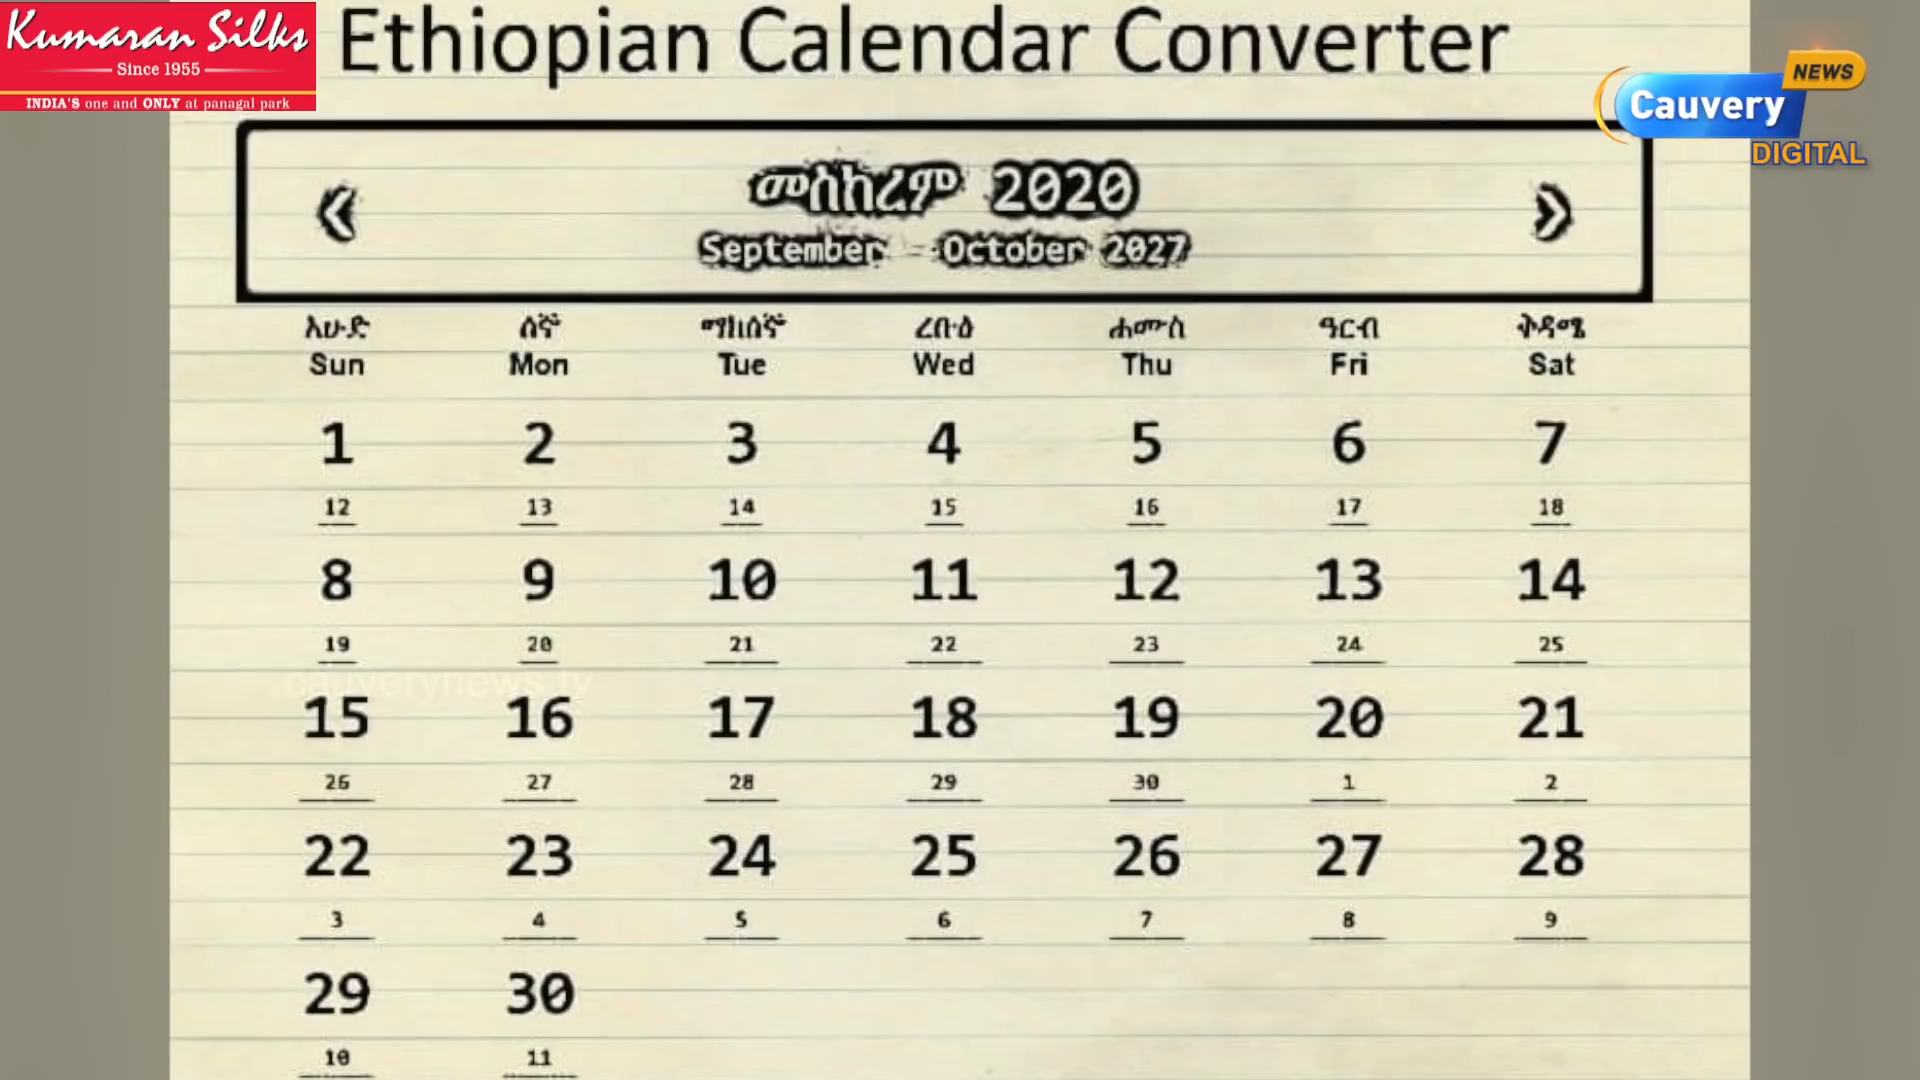 Kumaran Silks
Since 1955
INDIA'S one and ONLY at panagal park
Ethiopian Calendar Converter
NEWS
Cauvery
DIGITAL
« መስከረም 2020 »
September - October 2027
እሁድ ሰኞ ማክሰኞ ረቡዕ ሐሙስ ዓርብ ቅዳሜ
Sun Mon Tue Wed Thu Fri Sat
1 2 3 4 5 6 7
12 13 14 15 16 17 18
8 9 10 11 12 13 14
19 20 21 22 23 24 25
.cauverynews.tv
15 16 17 18 19 20 21
26 27 28 29 30 1 2
22 23 24 25 26 27 28
3 4 5 6 7 8 9
29 30
10 11